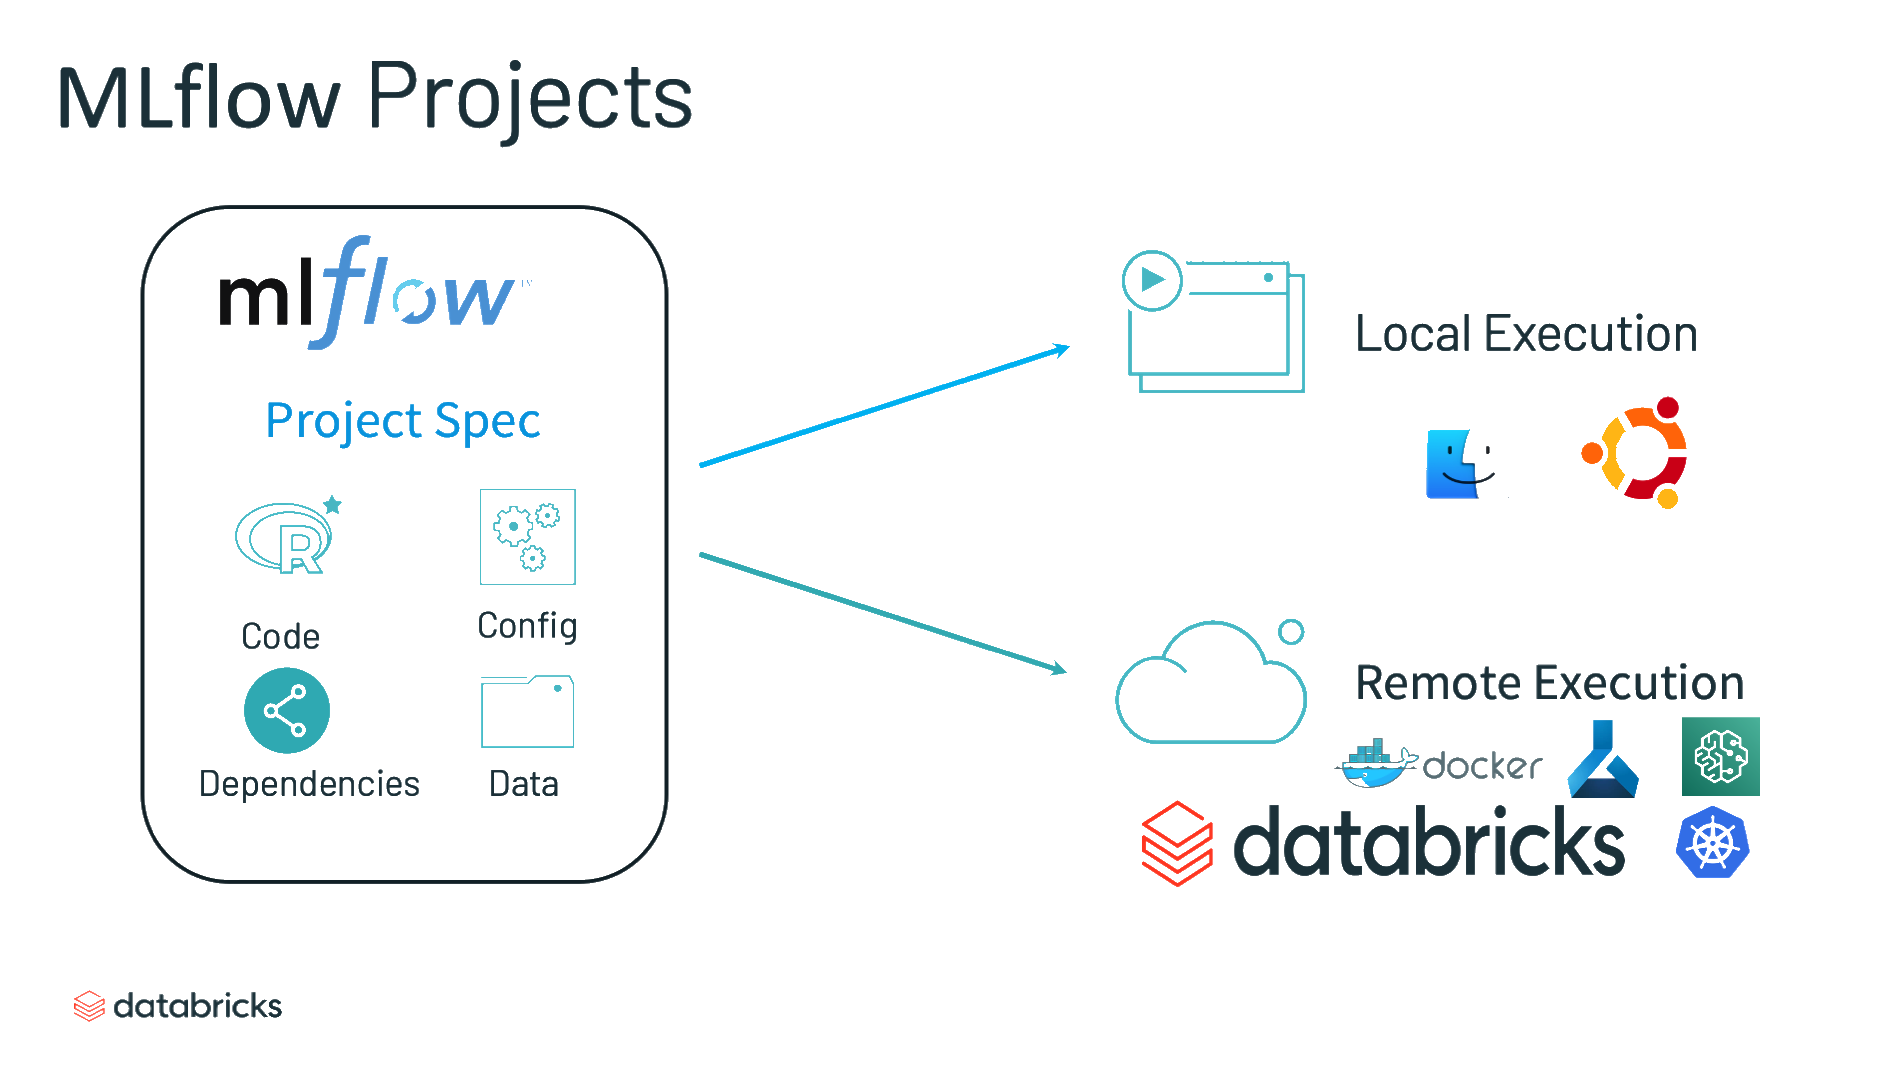 MLflow Projects
mlflow
Project Spec
R
Code
Config
Dependencies
Data
Local Execution
Remote Execution
docker
databricks
databricks